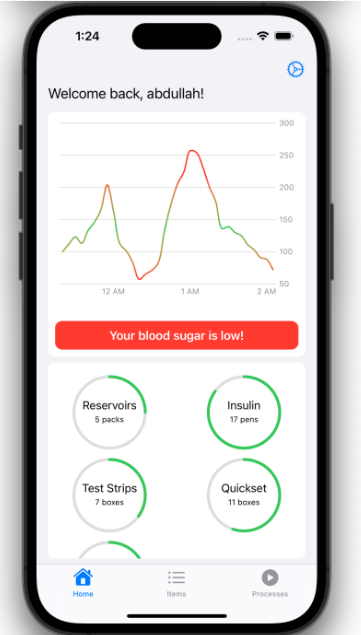 1:24
Welcome back, abdullah!
300
250
200
150
100
50
12 AM 1 AM 2 AM
Your blood sugar is low!
Reservoirs Insulin
5 packs 17 pens
Test Strips Quickset
7 boxes 11 boxes
Home Items Processes